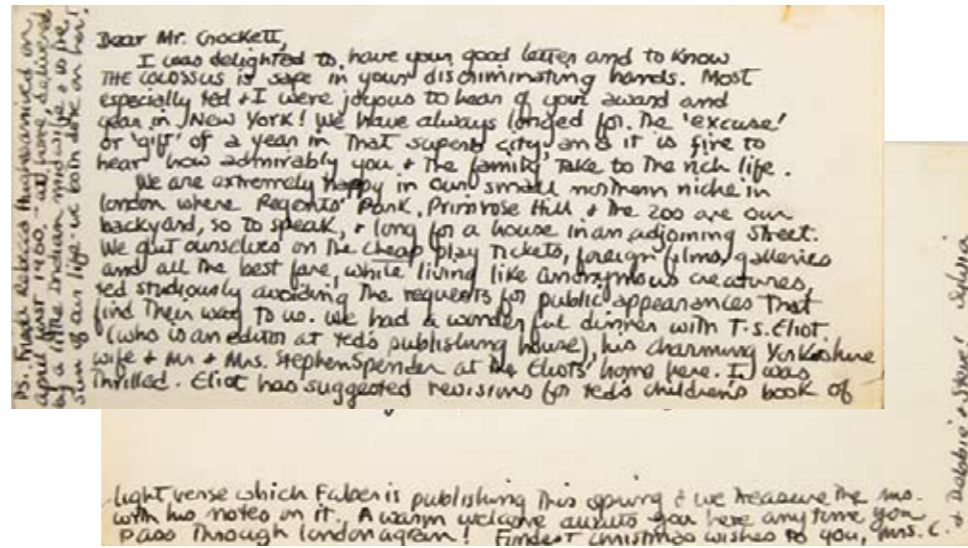 Dear Mr. Crockett,
I was delighted to have your good letter and to know
THE COLOSSUS is safe in your discriminating hands. Most
especially Ted & I were joyous to hear of your award and
year in New York! We have always longed for the 'excuse'
or 'gift' of a year in that superb city, and it is fine to
hear how admirably you & the family take to the rich life.
We are extremely happy in our small northern niche in
London where Regents' Park, Primrose Hill & the zoo are our
backyard, so to speak, & long for a house in an adjoining street.
We glut ourselves on the cheap play tickets, foreign films, galleries
and all the best fare, while living like anonymous creatures,
Ted studiously avoiding the requests for public appearances that
find their way to us. We had a wonderful dinner with T.S. Eliot
(who is an editor at Ted's publishing house), his charming Yorkshire
wife & Mr & Mrs. Stephen Spender at the Eliots' home here. I was
thrilled. Eliot has suggested revisions for Ted's children's book of
light verse which Faber is publishing this spring & we treasure the ms.
with his notes on it. A warm welcome awaits you here any time you
pass through London again! Fondest Christmas wishes to you, Mrs. C.
& Debbie & Steve! Sylvia
P.S. Frieda Rebecca Hughes arrived on
April first 1960 - at home, delivered
by a little Indian midwife & is the
sun of our life - we both dote on her!